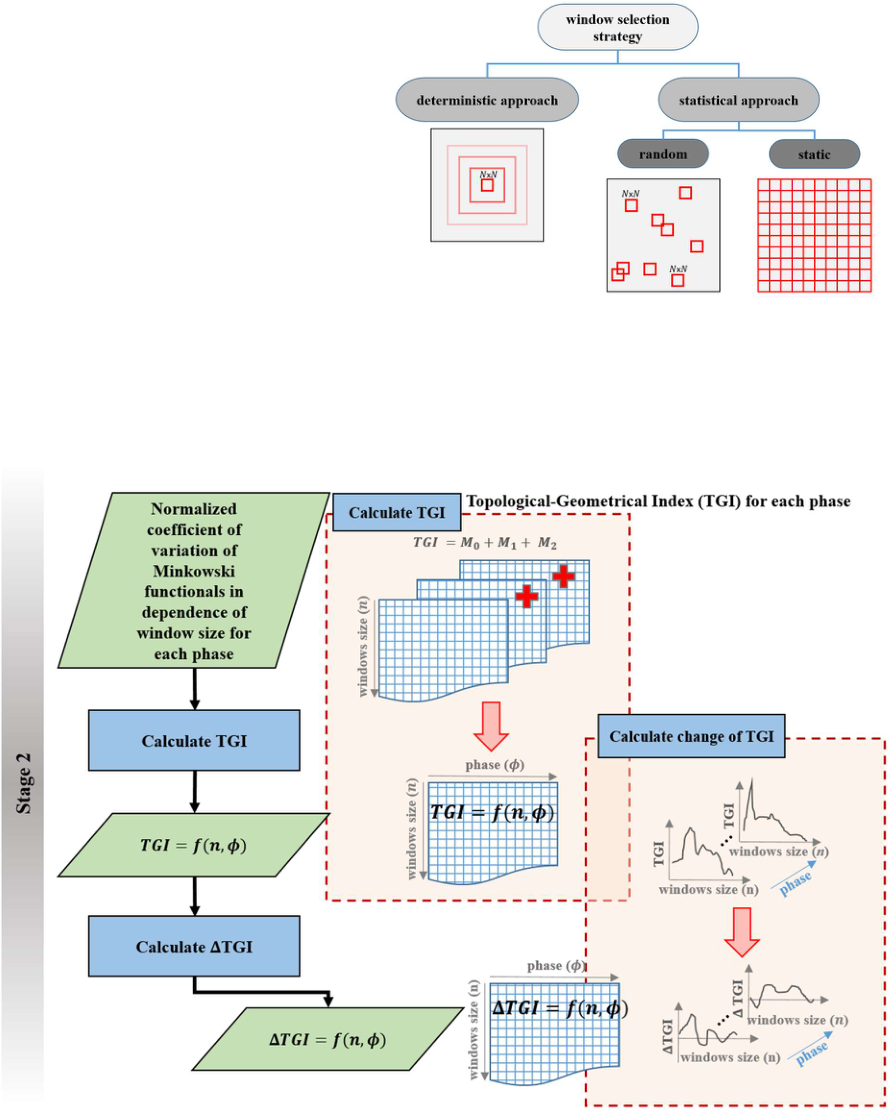 window selection
strategy
deterministic approach
statistical approach
random
static
N×N
N×N
N×N
Stage 2
Normalized
coefficient of
variation of
Minkowski
functionals in
dependence of
window size for
each phase
Calculate TGI
TGI = f(n, ϕ)
Calculate ΔTGI
ΔTGI = f(n, ϕ)
Calculate TGI
Topological-Geometrical Index (TGI) for each phase
TGI = M₀ + M₁ + M₂
windows size (n)
phase (ϕ)
windows size (n)
TGI = f(n, ϕ)
Calculate change of TGI
TGI
windows size (n)
TGI
windows size (n)
phase
phase (ϕ)
windows size (n)
ΔTGI = f(n, ϕ)
ΔTGI
windows size (n)
ΔTGI
windows size (n)
phase